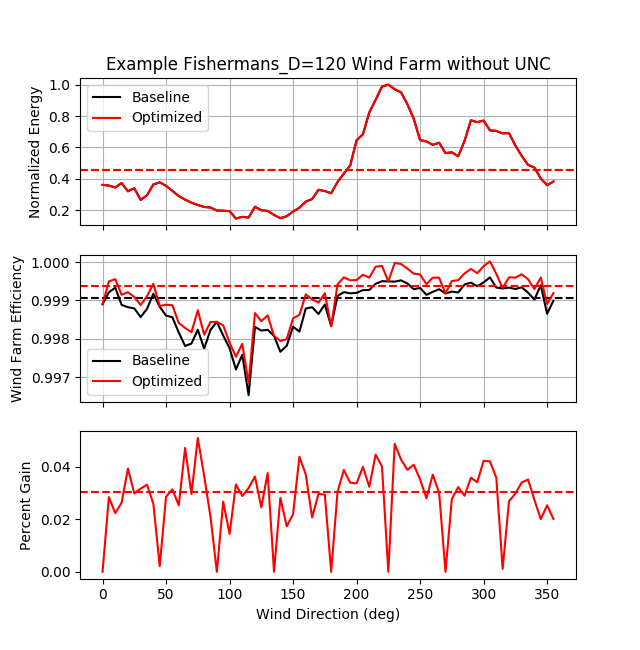 Example Fishermans_D=120 Wind Farm without UNC
Normalized Energy
1.0
0.8
0.6
0.4
0.2
Baseline
Optimized
Wind Farm Efficiency
1.000
0.999
0.998
0.997
Baseline
Optimized
Percent Gain
0.04
0.02
0.00
0 50 100 150 200 250 300 350
Wind Direction (deg)